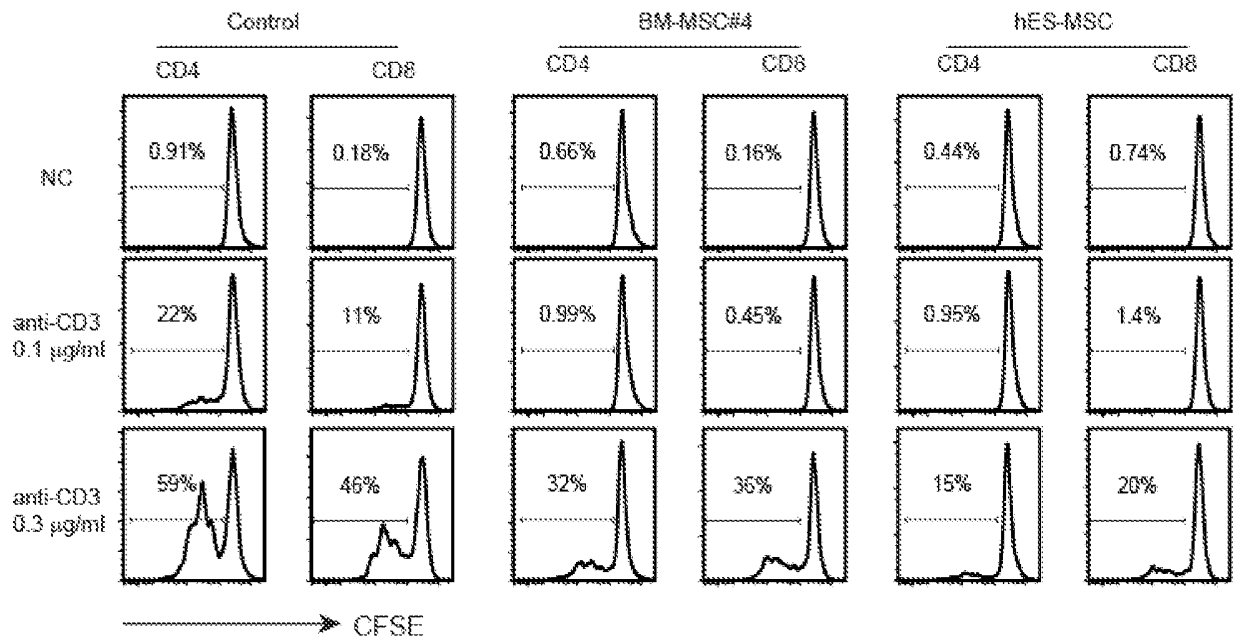 Control BM-MSC#4 hES-MSC
CD4 CD8 CD4 CD8 CD4 CD8
NC 0.91% 0.18% 0.66% 0.16% 0.44% 0.74%
anti-CD3
0.1 µg/ml 22% 11% 0.99% 0.45% 0.95% 1.4%
anti-CD3
0.3 µg/ml 59% 46% 32% 36% 15% 20%
CFSE